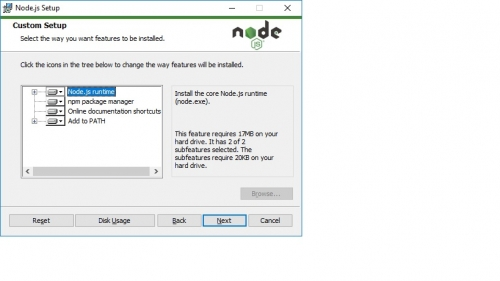 Node.js Setup
Custom Setup
Select the way you want features to be installed.
node
JS
Click the icons in the tree below to change the way features will be installed.
Node.js runtime
npm package manager
Online documentation shortcuts
Add to PATH
Install the core Node.js runtime
(node.exe).
This feature requires 17MB on your
hard drive. It has 2 of 2
subfeatures selected. The
subfeatures require 20KB on your
hard drive.
Browse...
Reset
Disk Usage
Back
Next
Cancel